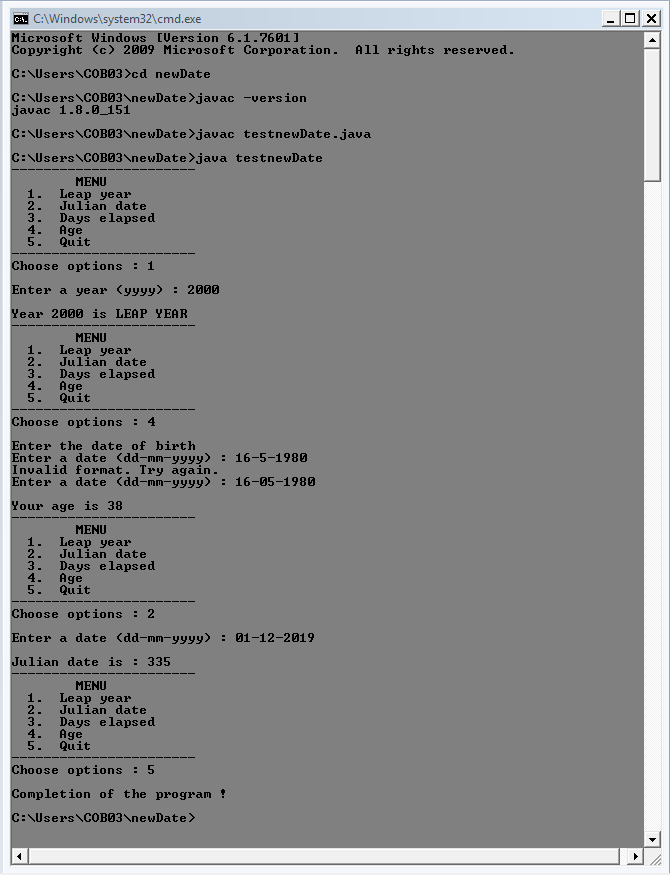 C:\Windows\system32\cmd.exe
Microsoft Windows [Version 6.1.7601]
Copyright (c) 2009 Microsoft Corporation.  All rights reserved.
C:\Users\COB03>cd newDate
C:\Users\COB03\newDate>javac -version
javac 1.8.0_151
C:\Users\COB03\newDate>javac testnewDate.java
C:\Users\COB03\newDate>java testnewDate
-----------------------
MENU
1.  Leap year
2.  Julian date
3.  Days elapsed
4.  Age
5.  Quit
-----------------------
Choose options : 1
Enter a year (yyyy) : 2000
Year 2000 is LEAP YEAR
-----------------------
MENU
1.  Leap year
2.  Julian date
3.  Days elapsed
4.  Age
5.  Quit
-----------------------
Choose options : 4
Enter the date of birth
Enter a date (dd-mm-yyyy) : 16-5-1980
Invalid format. Try again.
Enter a date (dd-mm-yyyy) : 16-05-1980
Your age is 38
-----------------------
MENU
1.  Leap year
2.  Julian date
3.  Days elapsed
4.  Age
5.  Quit
-----------------------
Choose options : 2
Enter a date (dd-mm-yyyy) : 01-12-2019
Julian date is : 335
-----------------------
MENU
1.  Leap year
2.  Julian date
3.  Days elapsed
4.  Age
5.  Quit
-----------------------
Choose options : 5
Completion of the program !
C:\Users\COB03\newDate>